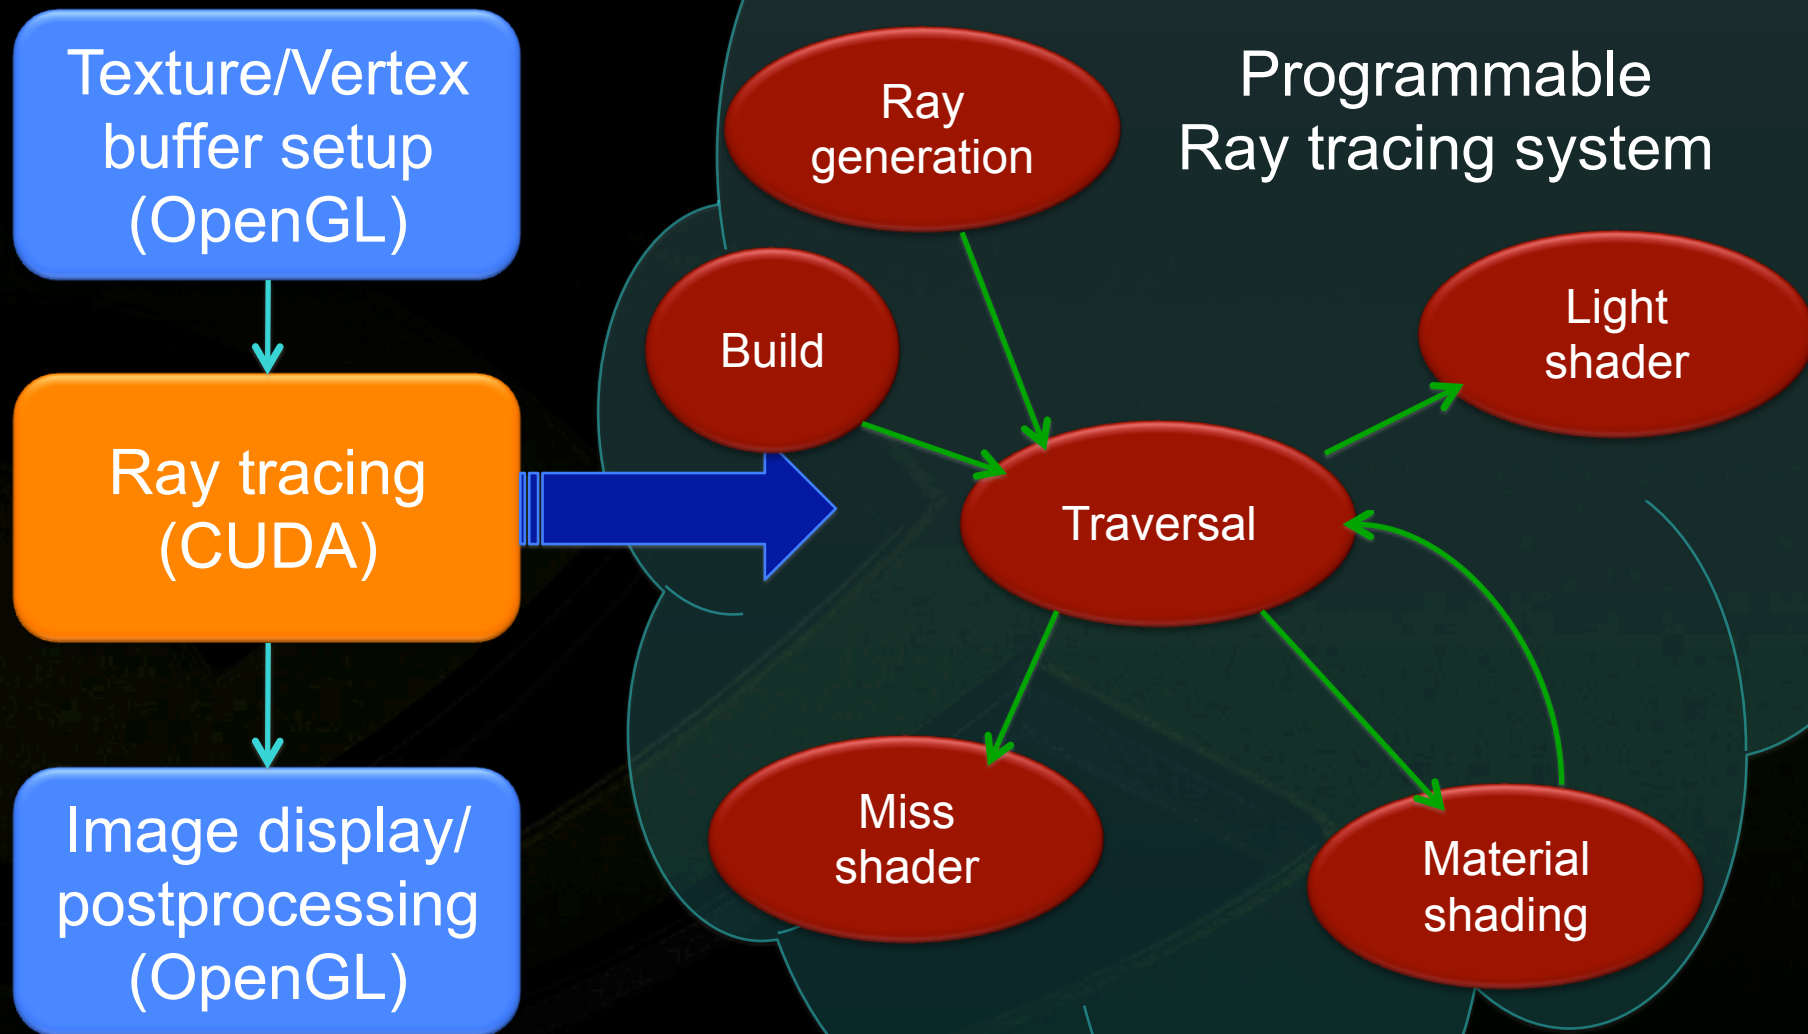 Texture/Vertex
buffer setup
(OpenGL)
Ray tracing
(CUDA)
Image display/
postprocessing
(OpenGL)
Programmable
Ray tracing system
Ray
generation
Build
Light
shader
Traversal
Miss
shader
Material
shading